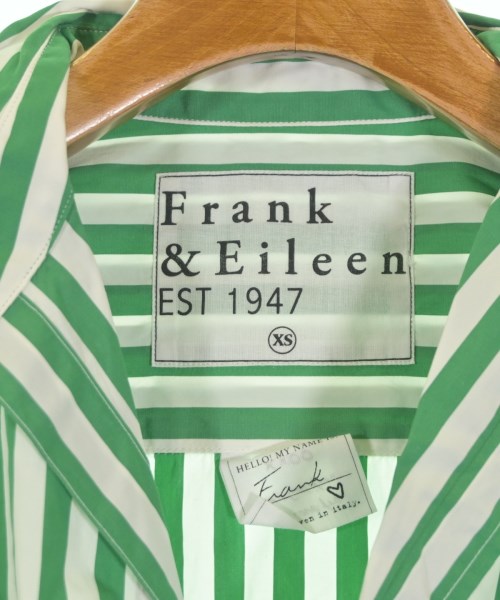 Frank
& Eileen
EST 1947
XS
HELLO! MY NAME
Frank
in italy.